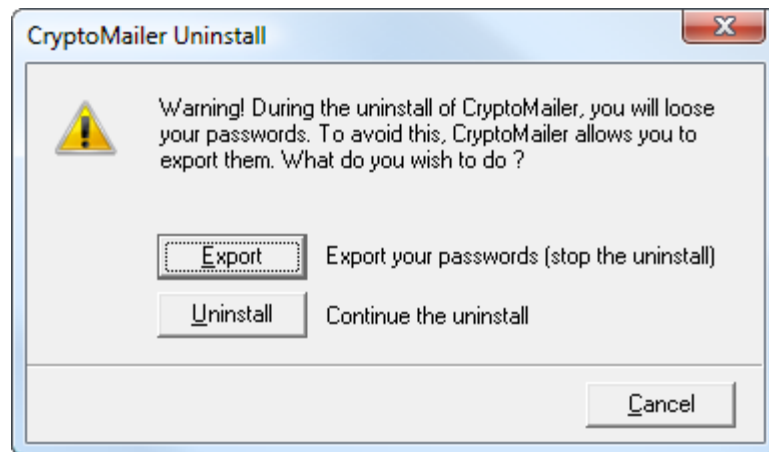 CryptoMailer Uninstall
Warning! During the uninstall of CryptoMailer, you will loose
your passwords. To avoid this, CryptoMailer allows you to
export them. What do you wish to do ?
Export Export your passwords (stop the uninstall)
Uninstall Continue the uninstall
Cancel